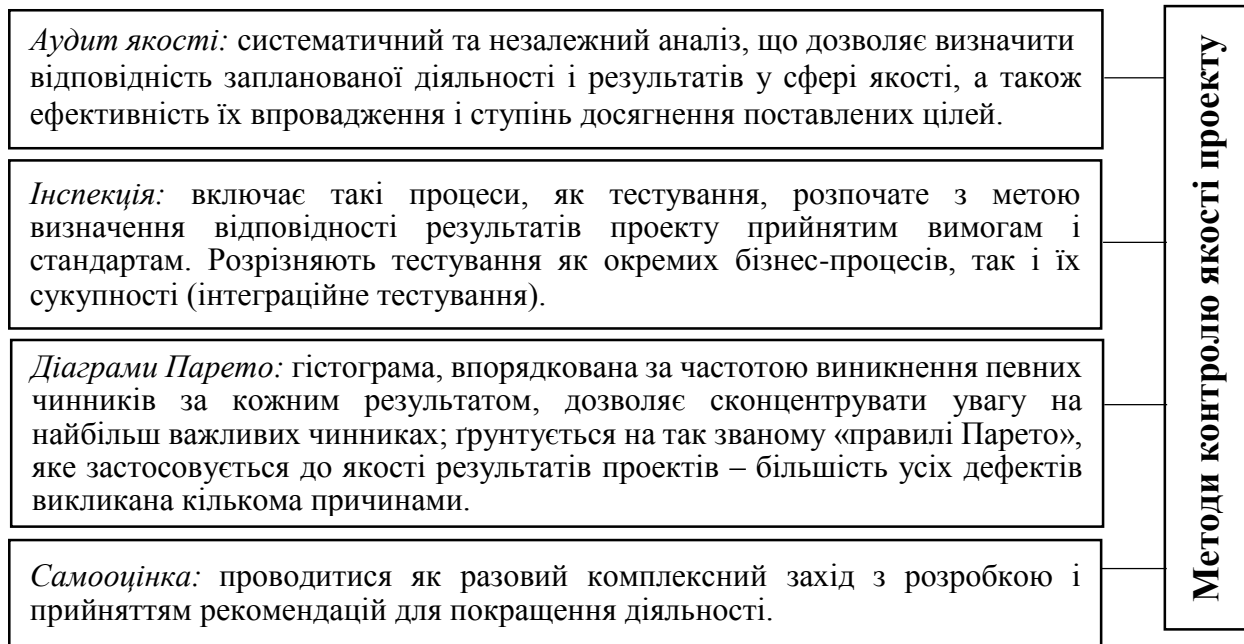 Аудит якості: систематичний та незалежний аналіз, що дозволяє визначити
відповідність запланованої діяльності і результатів у сфері якості, а також
ефективність їх впровадження і ступінь досягнення поставлених цілей.
Інспекція: включає такі процеси, як тестування, розпочате з метою
визначення відповідності результатів проекту прийнятим вимогам і
стандартам. Розрізняють тестування як окремих бізнес-процесів, так і їх
сукупності (інтеграційне тестування).
Діаграми Парето: гістограма, впорядкована за частотою виникнення певних
чинників за кожним результатом, дозволяє сконцентрувати увагу на
найбільш важливих чинниках; ґрунтується на так званому «правилі Парето»,
яке застосовується до якості результатів проектів – більшість усіх дефектів
викликана кількома причинами.
Самооцінка: проводитися як разовий комплексний захід з розробкою і
прийняттям рекомендацій для покращення діяльності.
Методи контролю якості проекту